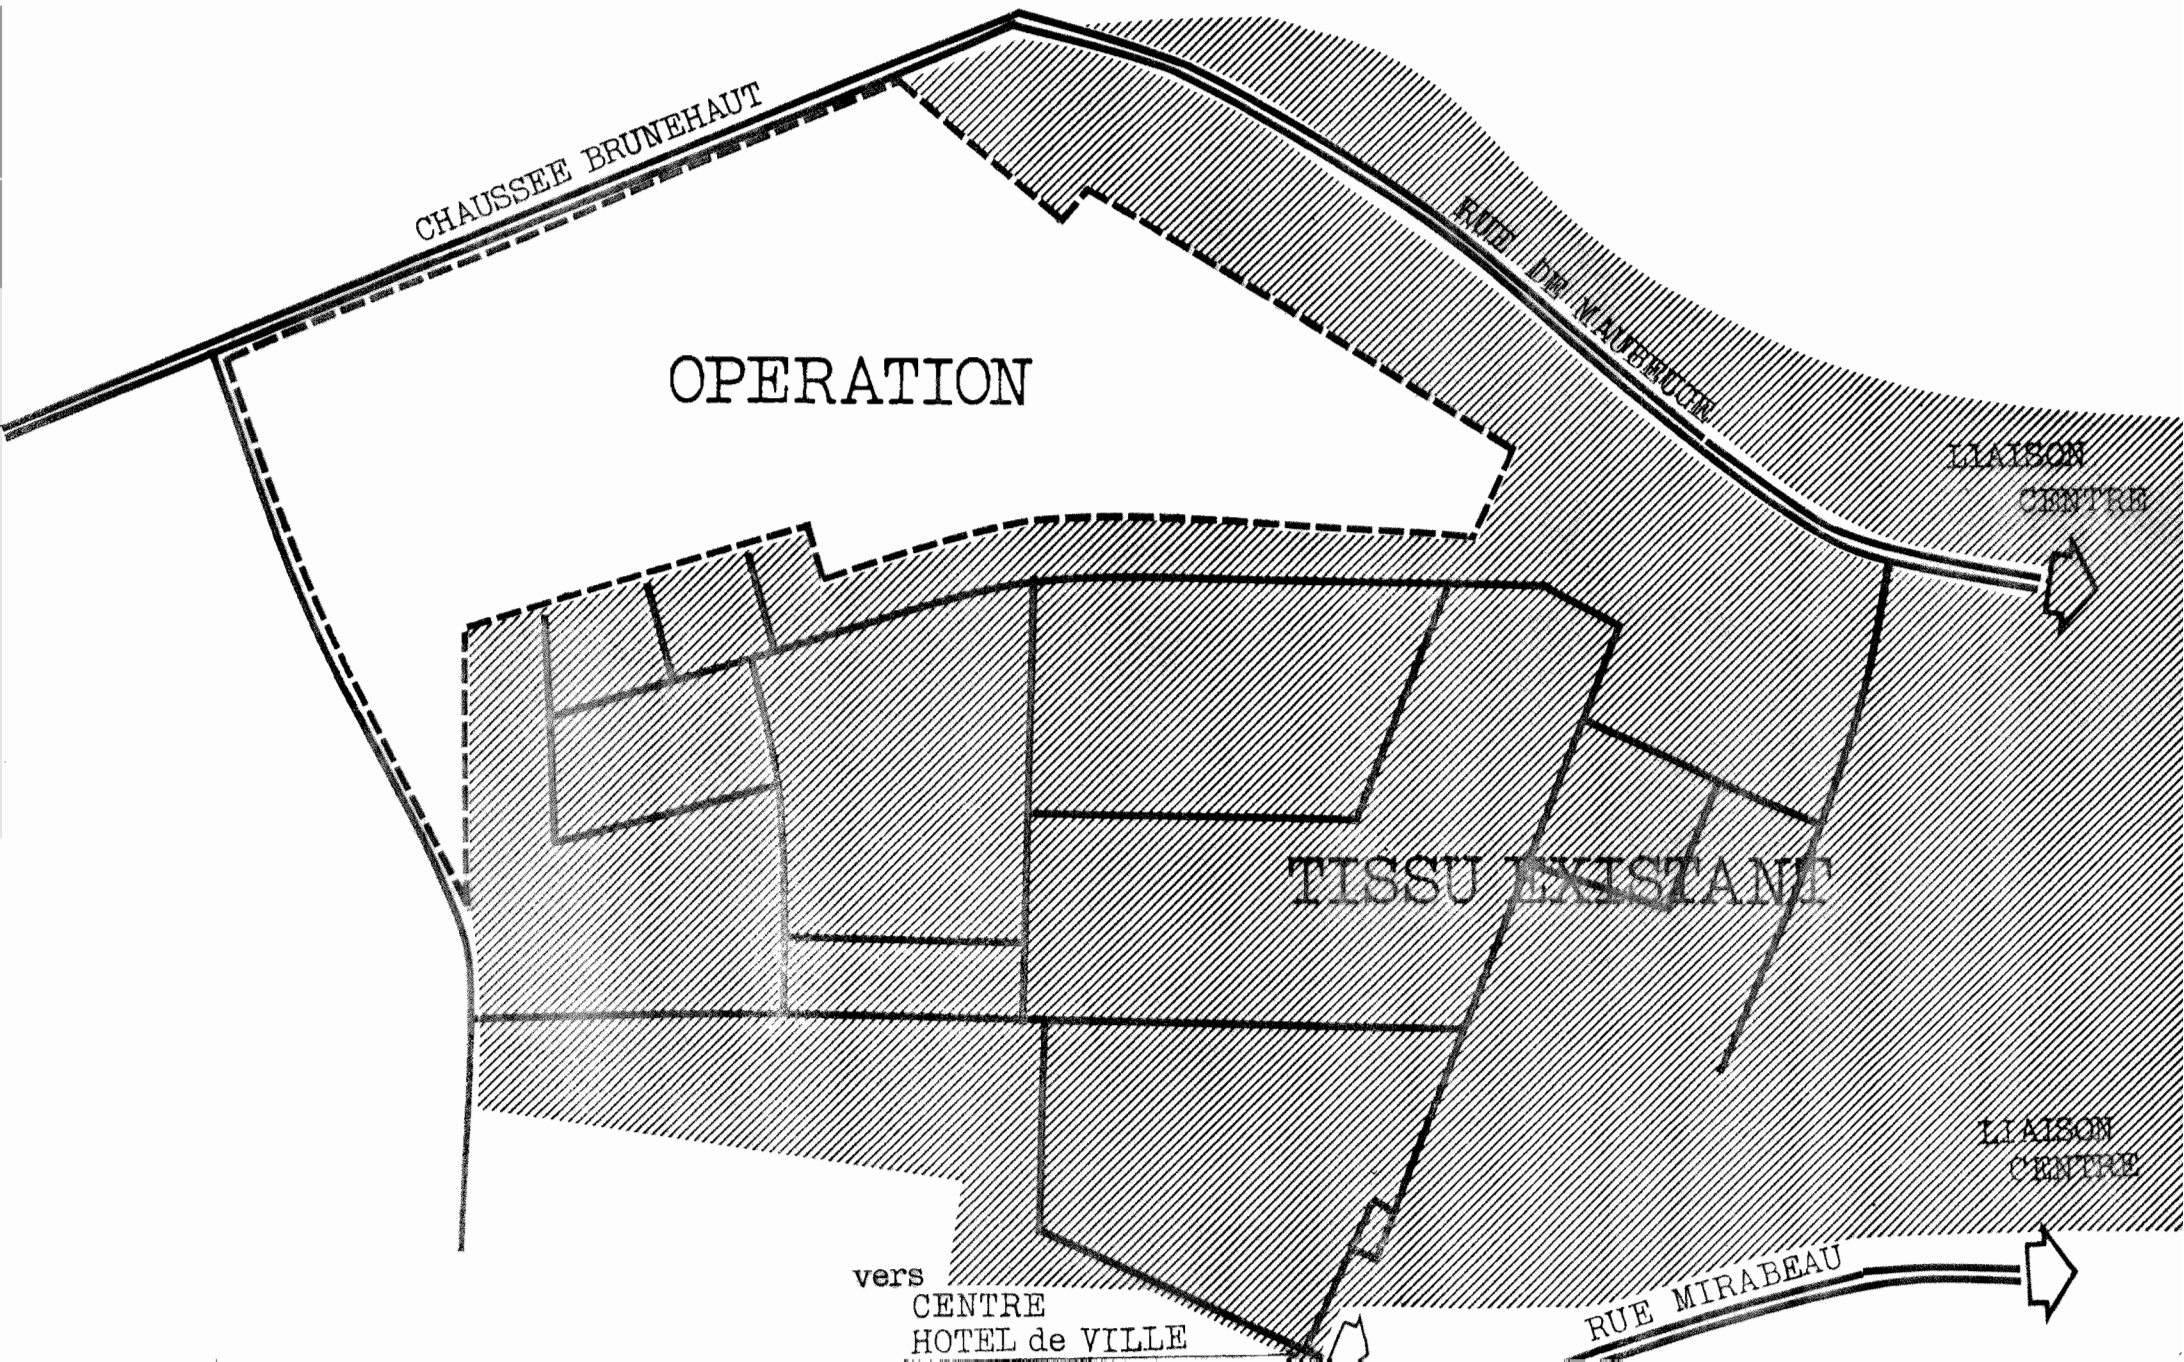 CHAUSSEE BRUNEHAUT
RUE DE MAUBEUGE
OPERATION
LIAISON
CENTRE
TISSU EXISTANT
LIAISON
CENTRE
vers
CENTRE
HOTEL de VILLE
RUE MIRABEAU